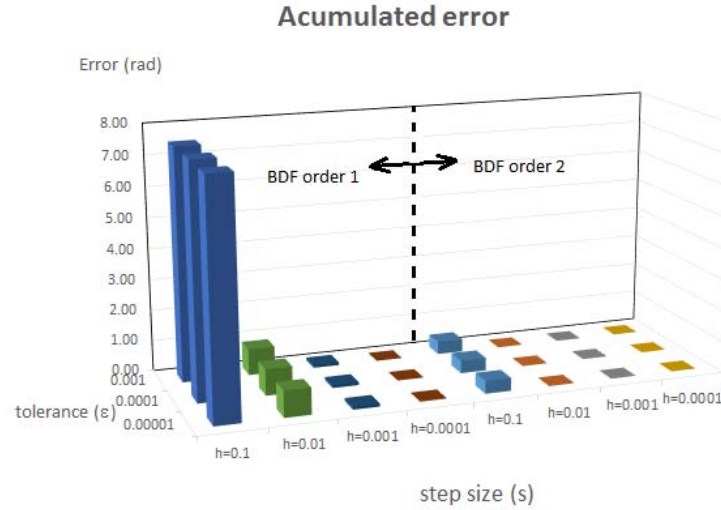 Acumulated error
Error (rad)
8.00
7.00
6.00
5.00
4.00
3.00
2.00
1.00
0.00
BDF order 1
BDF order 2
0.001
0.0001
0.00001
tolerance (ε)
h=0.1
h=0.01
h=0.001
h=0.0001
h=0.1
h=0.01
h=0.001
h=0.0001
step size (s)